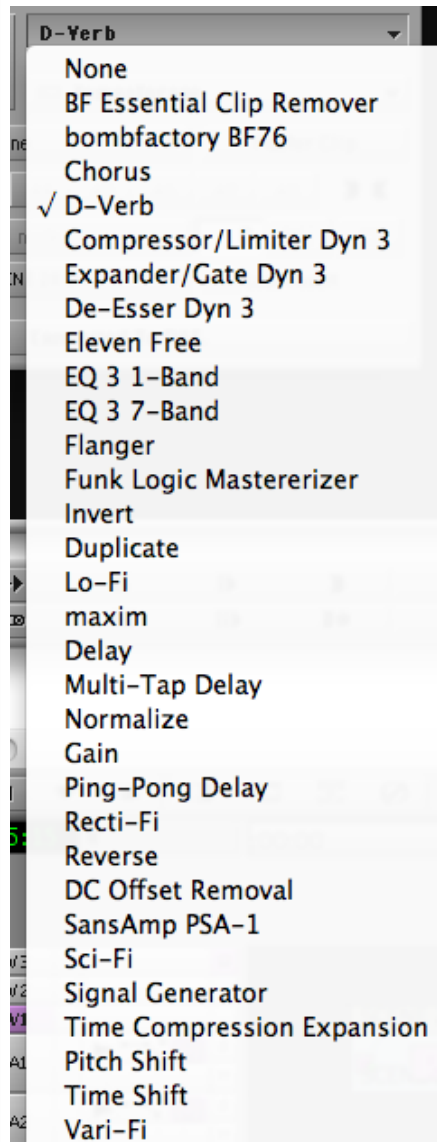 D-Verb
None
BF Essential Clip Remover
bombfactory BF76
Chorus
√ D-Verb
Compressor/Limiter Dyn 3
Expander/Gate Dyn 3
De-Esser Dyn 3
Eleven Free
EQ 3 1-Band
EQ 3 7-Band
Flanger
Funk Logic Mastererizer
Invert
Duplicate
Lo-Fi
maxim
Delay
Multi-Tap Delay
Normalize
Gain
Ping-Pong Delay
Recti-Fi
Reverse
DC Offset Removal
SansAmp PSA-1
Sci-Fi
Signal Generator
Time Compression Expansion
Pitch Shift
Time Shift
Vari-Fi
V1
A1
A2